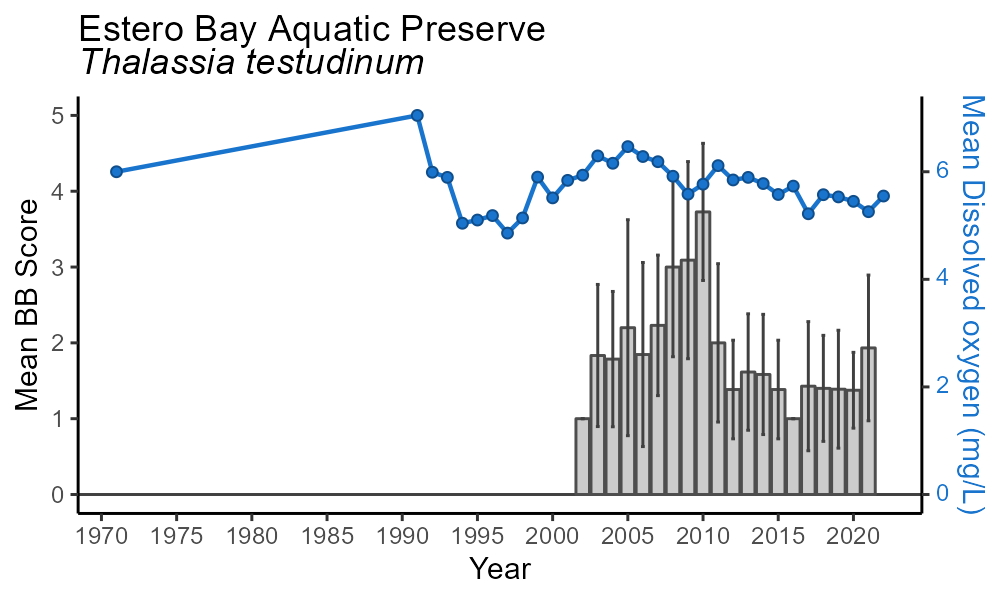 Estero Bay Aquatic Preserve
Thalassia testudinum
Mean BB Score
5
4
3
2
1
0
6
4
2
0
Mean Dissolved oxygen (mg/L)
1970 1975 1980 1985 1990 1995 2000 2005 2010 2015 2020
Year